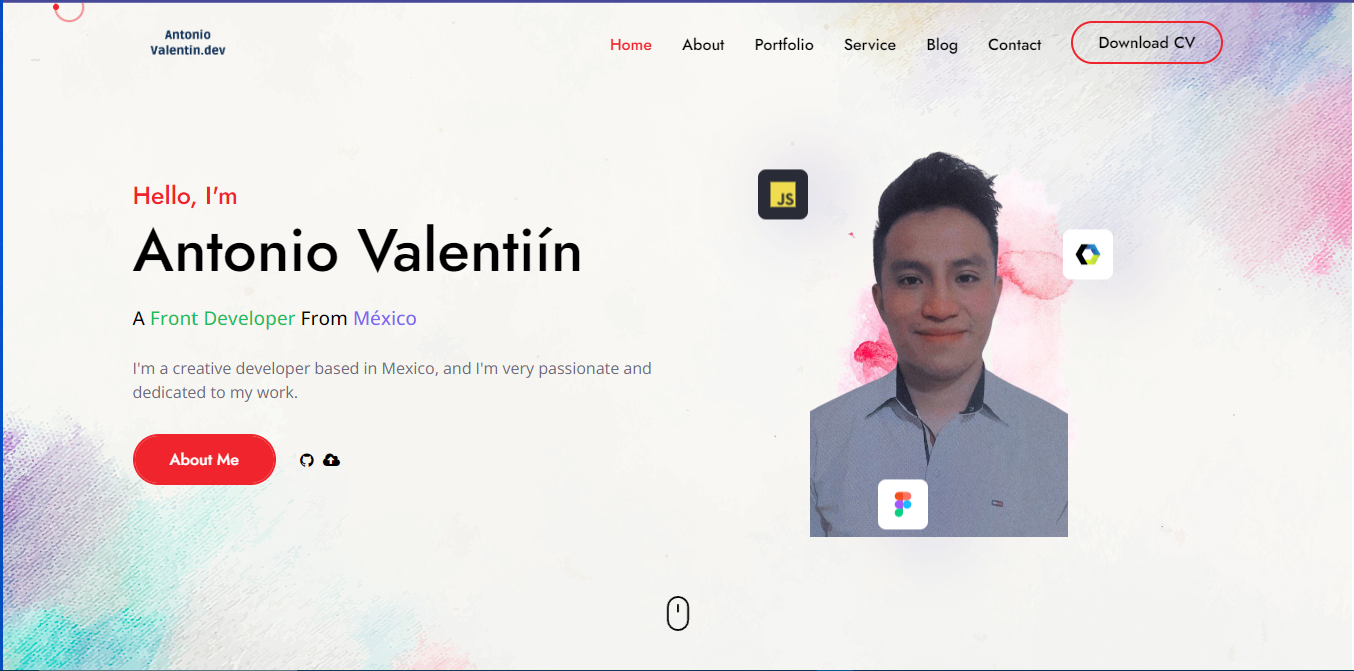 Antonio
Valentin.dev
Home
About
Portfolio
Service
Blog
Contact
Download CV
Hello, I'm
Antonio Valentiín
A Front Developer From México
I'm a creative developer based in Mexico, and I'm very passionate and
dedicated to my work.
About Me
JS